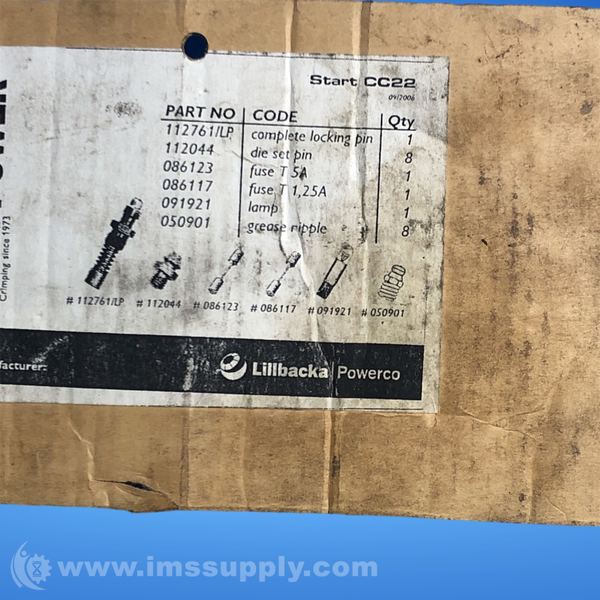 Start CC22
09/2006
PART NO CODE Qty
112761/LP complete locking pin 1
112044 die set pin 8
086123 fuse T 5A 1
086117 fuse T 1,25A 1
091921 lamp 1
050901 grease nipple 8
Crimping since 1973
# 112761/LP # 112044 # 086123 # 086117 # 091921 # 050901
facturer:
Lillbacka Powerco
www.imssupply.com